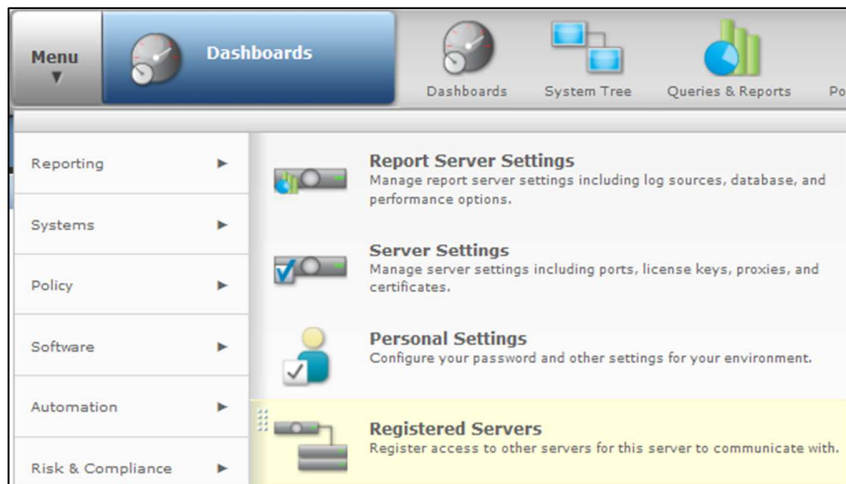 Menu
Dashboards
Dashboards
System Tree
Queries & Reports
Po
Reporting
Systems
Policy
Software
Automation
Risk & Compliance
Report Server Settings
Manage report server settings including log sources, database, and
performance options.
Server Settings
Manage server settings including ports, license keys, proxies, and
certificates.
Personal Settings
Configure your password and other settings for your environment.
Registered Servers
Register access to other servers for this server to communicate with.